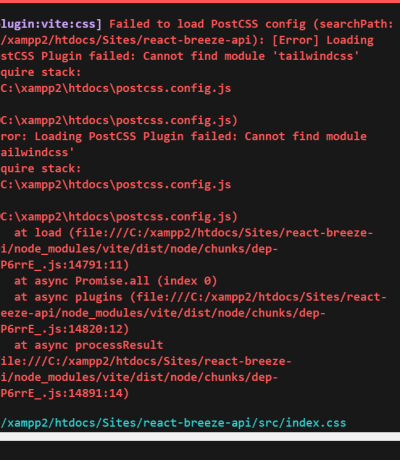 lugin:vite:css] Failed to load PostCSS config (searchPath:
/xampp2/htdocs/Sites/react-breeze-api): [Error] Loading
stCSS Plugin failed: Cannot find module 'tailwindcss'
quire stack:
C:\xampp2\htdocs\postcss.config.js
C:\xampp2\htdocs\postcss.config.js)
ror: Loading PostCSS Plugin failed: Cannot find module
ailwindcss'
quire stack:
C:\xampp2\htdocs\postcss.config.js
C:\xampp2\htdocs\postcss.config.js)
at load (file:///C:/xampp2/htdocs/Sites/react-breeze-
i/node_modules/vite/dist/node/chunks/dep-
P6rrE_.js:14791:11)
at async Promise.all (index 0)
at async plugins (file:///C:/xampp2/htdocs/Sites/react-
eeze-api/node_modules/vite/dist/node/chunks/dep-
P6rrE_.js:14820:12)
at async processResult
ile:///C:/xampp2/htdocs/Sites/react-breeze-
i/node_modules/vite/dist/node/chunks/dep-
P6rrE_.js:14891:14)
/xampp2/htdocs/Sites/react-breeze-api/src/index.css